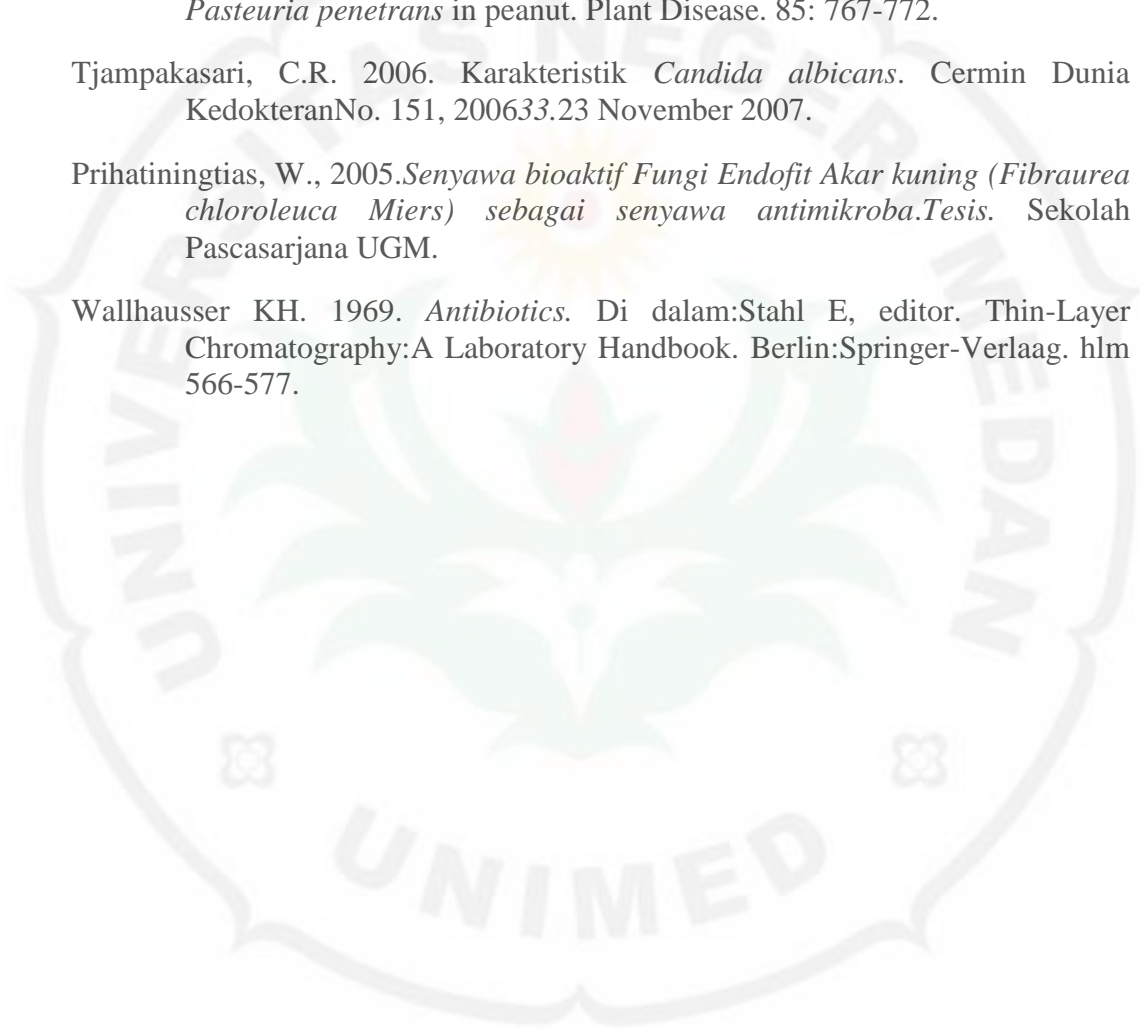 Pasteuria penetrans in peanut. Plant Disease. 85: 767-772.
Tjampakasari, C.R. 2006. Karakteristik Candida albicans. Cermin Dunia
KedokteranNo. 151, 200633.23 November 2007.
Prihatiningtias, W., 2005.Senyawa bioaktif Fungi Endofit Akar kuning (Fibraurea
chloroleuca Miers) sebagai senyawa antimikroba.Tesis. Sekolah
Pascasarjana UGM.
Wallhausser KH. 1969. Antibiotics. Di dalam:Stahl E, editor. Thin-Layer
Chromatography:A Laboratory Handbook. Berlin:Springer-Verlaag. hlm
566-577.
UNIVERSITAS NEGERI MEDAN
UNIMED